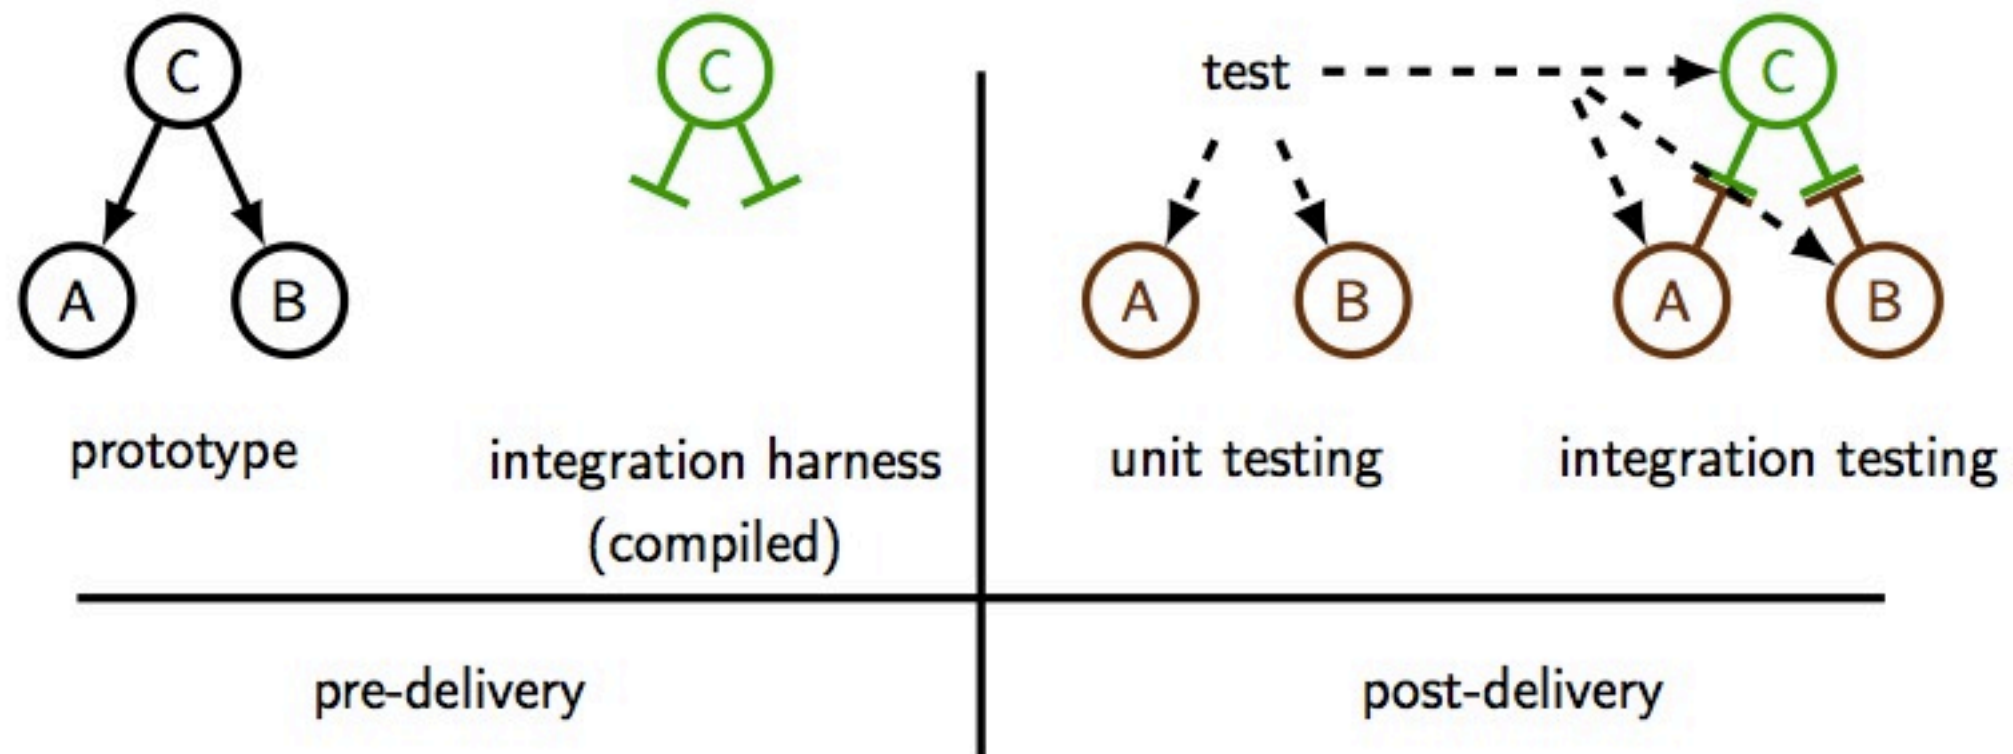 C
A
B
prototype
C
integration harness
(compiled)
test
A
B
unit testing
C
A
B
integration testing
pre-delivery
post-delivery